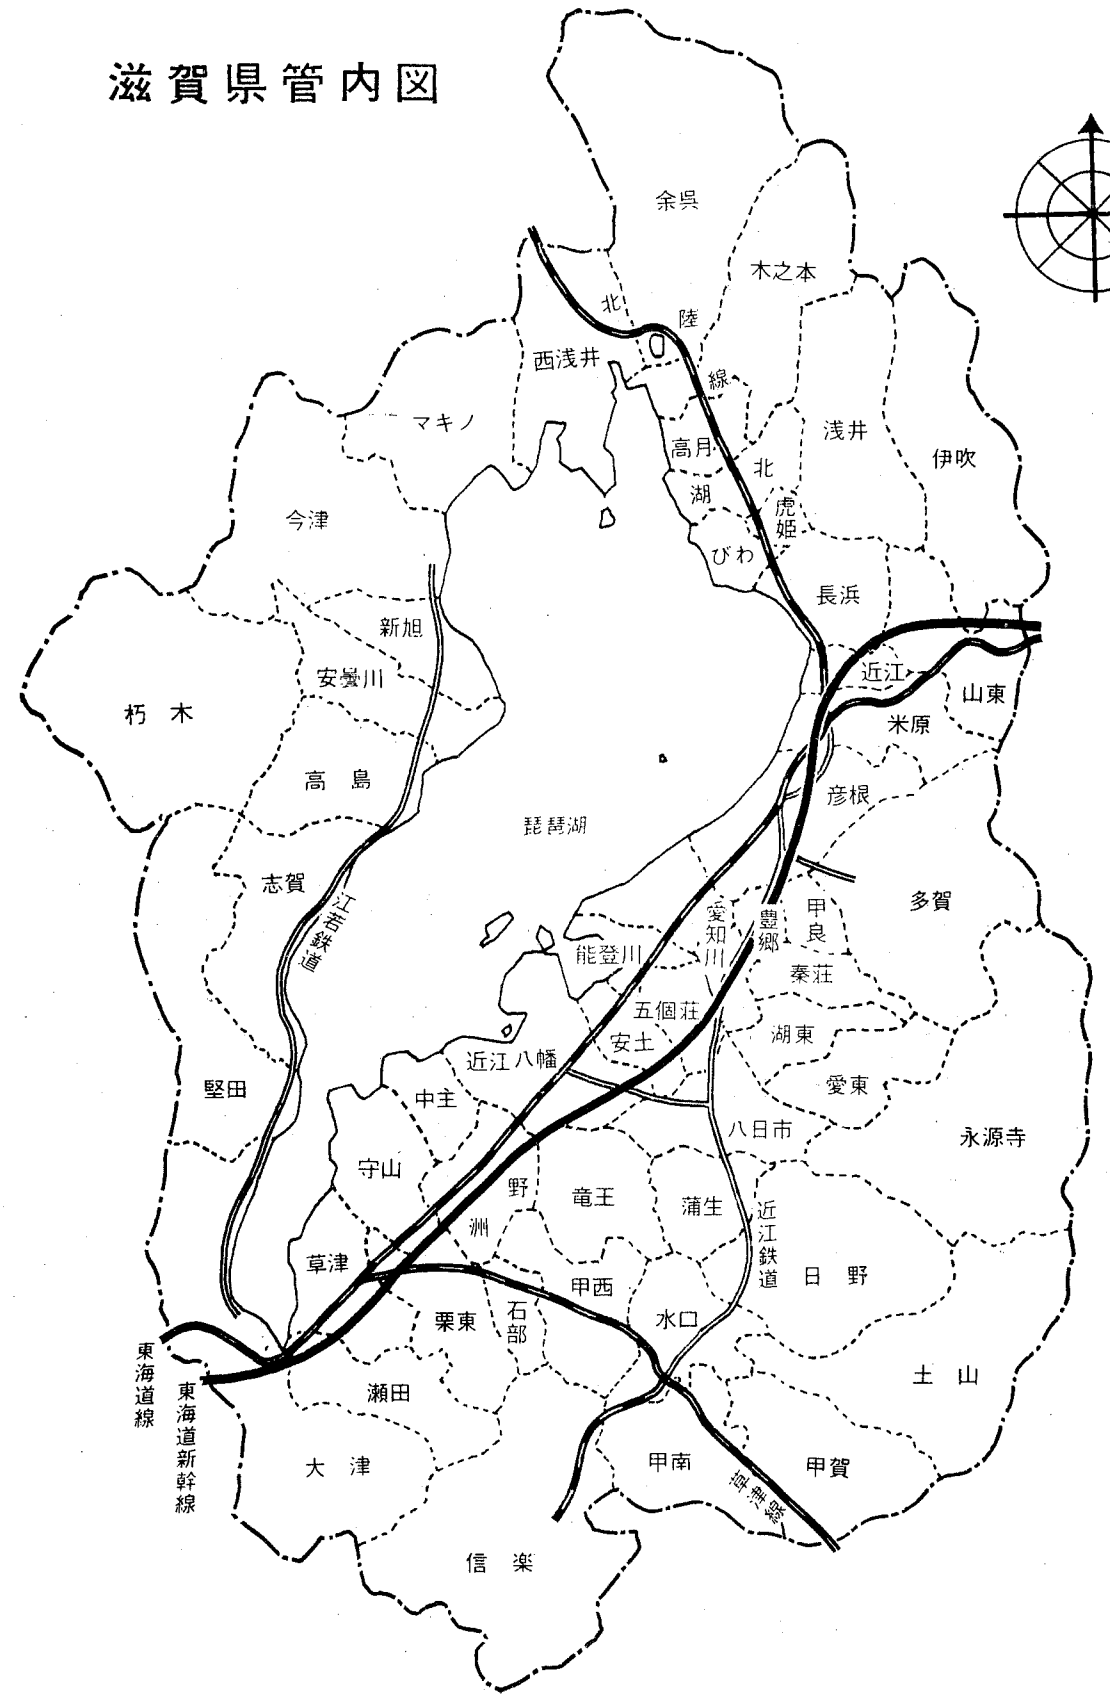 滋賀県管内図
余呉
木之本
北陸線
西浅井
マキノ
浅井
伊吹
高月
湖北
虎姫
びわ
今津
長浜
新旭
安曇川
近江
山東
朽木
米原
高島
彦根
琵琶湖
志賀
江若鉄道
多賀
愛知川
豊郷
甲良
能登川
秦荘
五個荘
安土
湖東
近江八幡
愛東
堅田
中主
八日市
永源寺
守山
野洲
竜王
蒲生
近江鉄道
草津
甲西
日野
栗東
石部
水口
東海道線
東海道新幹線
瀬田
土山
大津
甲南
甲賀
草津線
信楽